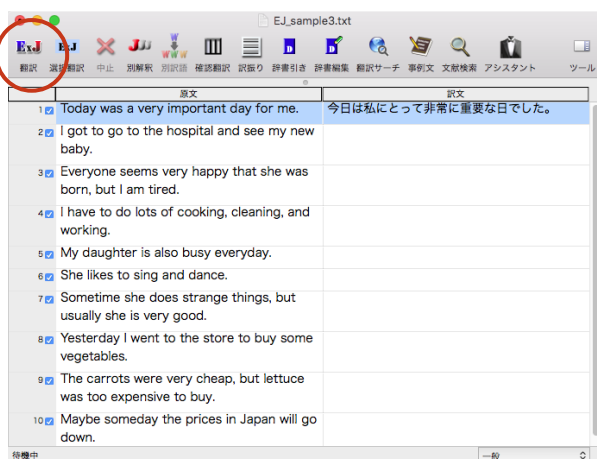 EJ_sample3.txt
ExJ ExJ
翻訳 選択翻訳 中止 別解釈 別訳語 確認翻訳 訳振り 辞書引き 辞書編集 翻訳サーチ 事例文 文献検索 アシスタント ツール
原文 訳文
1 Today was a very important day for me. 今日は私にとって非常に重要な日でした。
2 I got to go to the hospital and see my new
baby.
3 Everyone seems very happy that she was
born, but I am tired.
4 I have to do lots of cooking, cleaning, and
working.
5 My daughter is also busy everyday.
6 She likes to sing and dance.
7 Sometime she does strange things, but
usually she is very good.
8 Yesterday I went to the store to buy some
vegetables.
9 The carrots were very cheap, but lettuce
was too expensive to buy.
10 Maybe someday the prices in Japan will go
down.
待機中 一般